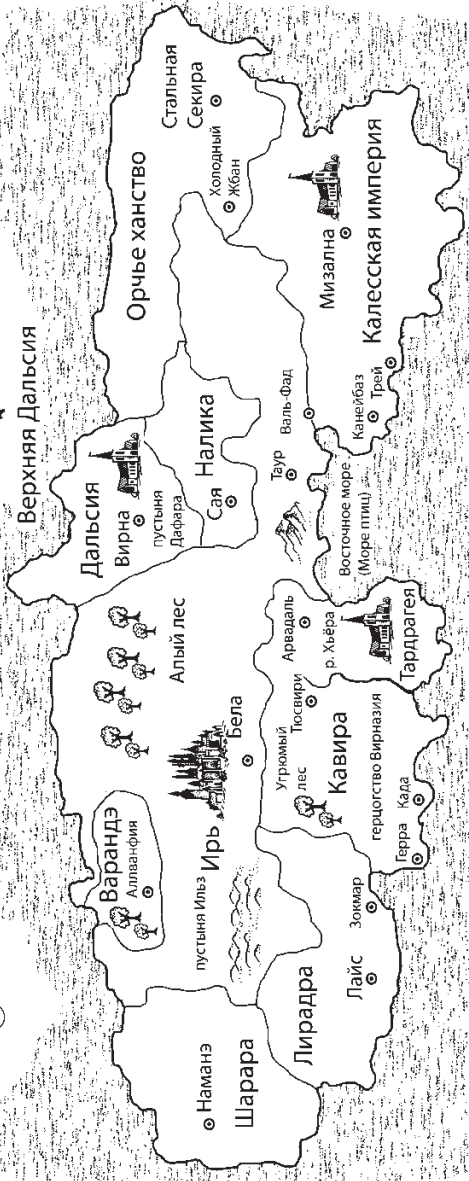 Верхняя Дальсия
Орчье ханство
Стальная
Секира
Холодный
Жбан
Дальсия
Вирна
пустыня
Дафара
Налика
Сая
Мизална
Калесская империя
Валь-Фад
Канейбаз
Трей
Таур
Восточное море
(Море птиц)
Алый лес
Варандэ
Аллванфия
Ирь
Бела
пустыня Ильз
Арвадаль
р. Хьёра
Тардрагея
Угрюмый
лес
Тюсвири
Кавира
герцогство Вирназия
Када
Герра
Наманэ
Шарара
Лирадра
Лайс
Зокмар